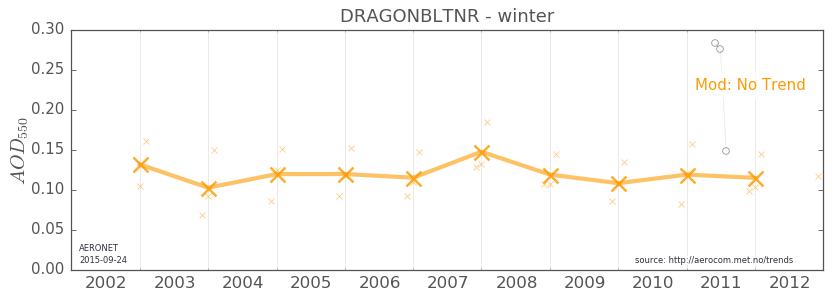 DRAGONBLTNR - winter
0.30
0.25
0.20
0.15
0.10
0.05
0.00
AOD550
Mod: No Trend
AERONET
2015-09-24
source: http://aerocom.met.no/trends
2002 2003 2004 2005 2006 2007 2008 2009 2010 2011 2012